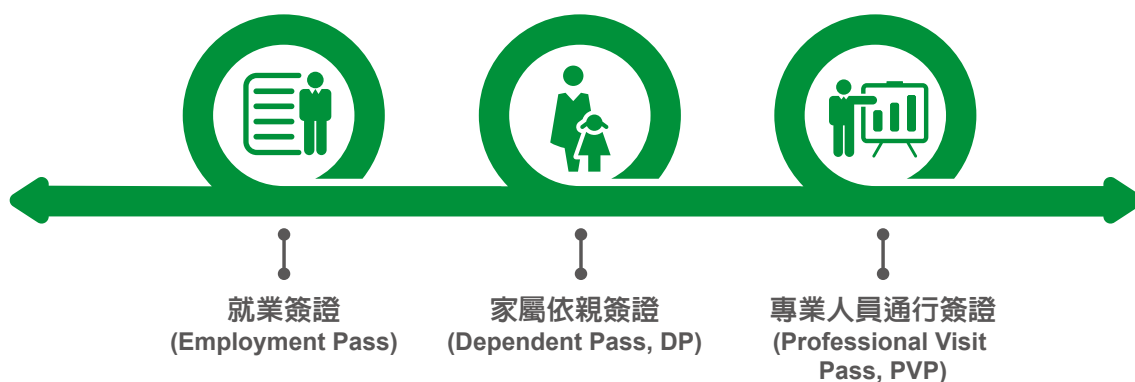 就業簽證
(Employment Pass)
家屬依親簽證
(Dependent Pass, DP)
專業人員通行簽證
(Professional Visit
Pass, PVP)